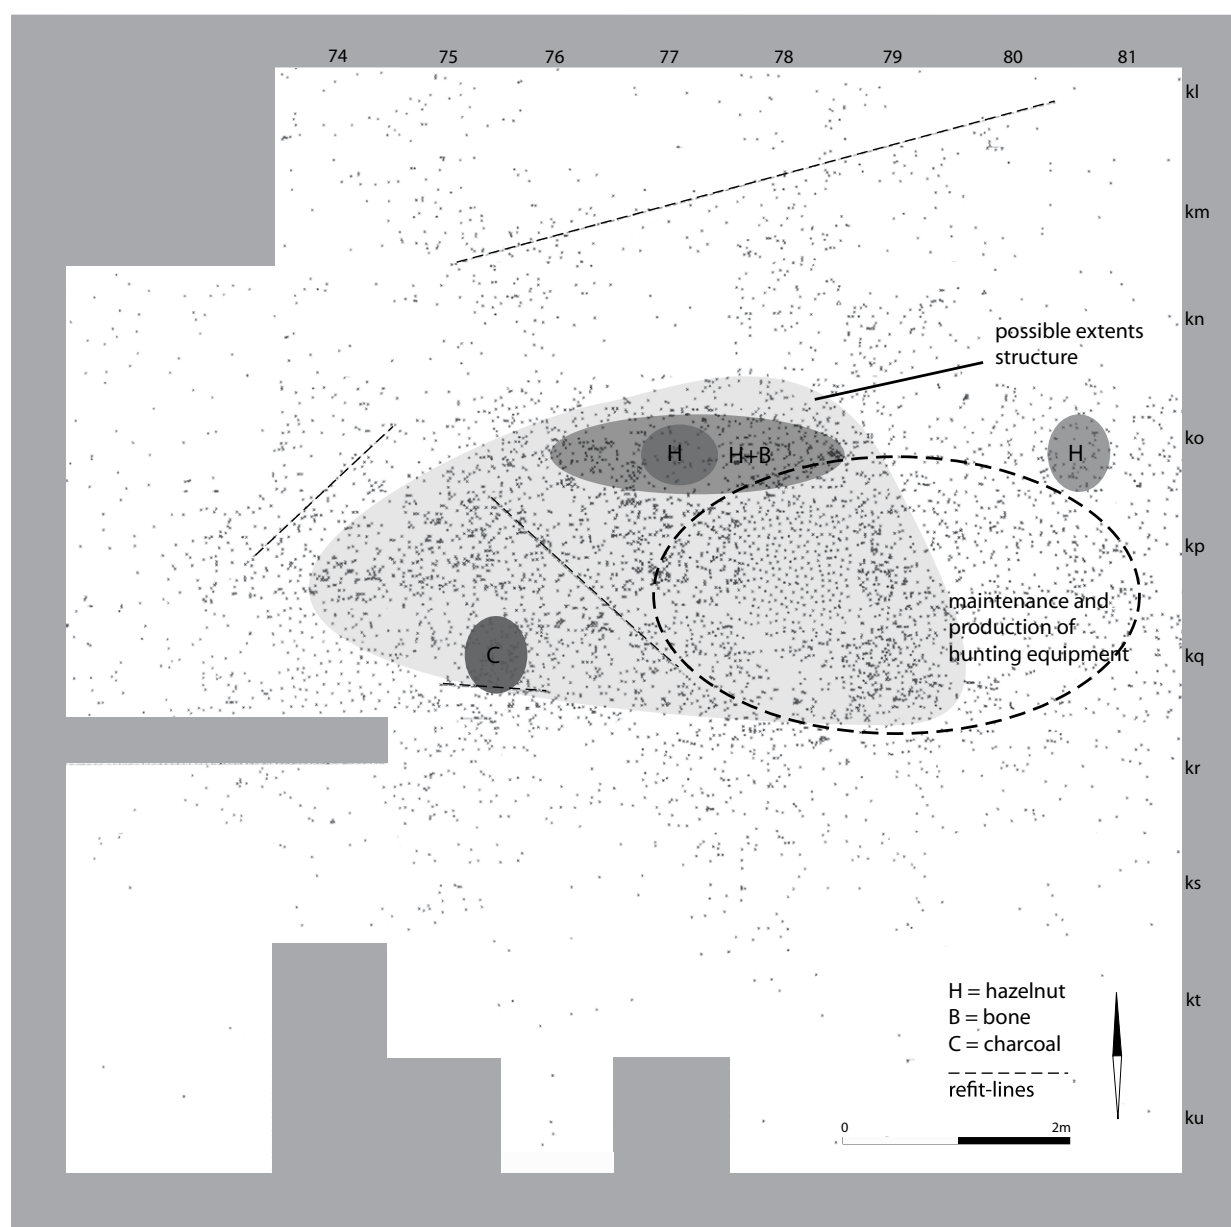 74 75 76 77 78 79 80 81
kl
km
kn
possible extents
structure
ko
H H+B H
kp
maintenance and
production of
hunting equipment
kq
C
kr
ks
H = hazelnut
B = bone
C = charcoal
kt
refit-lines
ku
0 2m